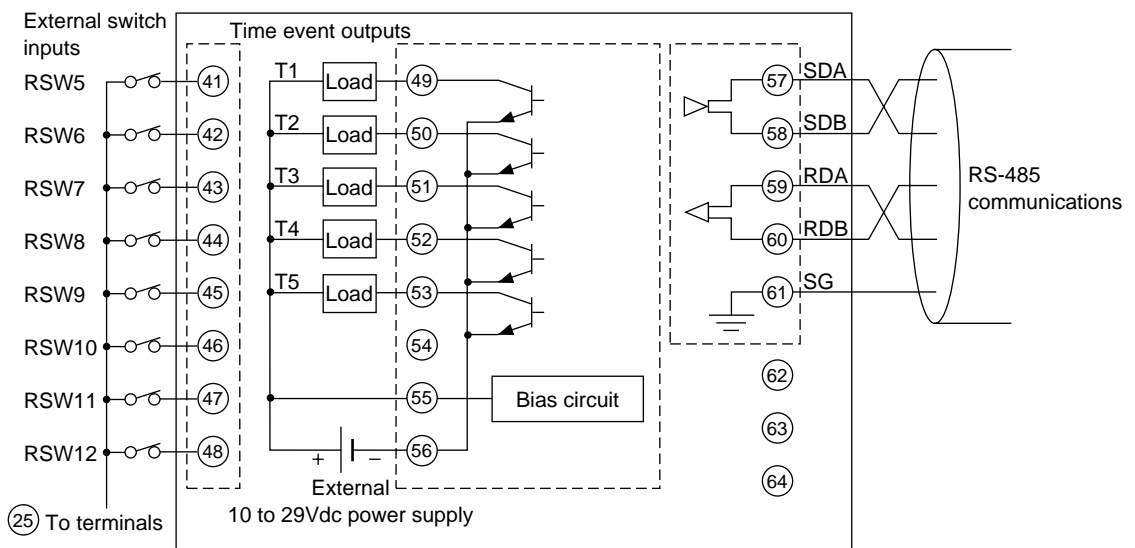 External switch
inputs
Time event outputs
RSW5 41 T1 Load 49 57 SDA
RSW6 42 T2 Load 50 58 SDB
RSW7 43 T3 Load 51 59 RDA
RS-485
communications
RSW8 44 T4 Load 52 60 RDB
RSW9 45 T5 Load 53 61 SG
RSW10 46 54
62
RSW11 47 55 Bias circuit
63
RSW12 48 + − 56
64
External
10 to 29Vdc power supply
25 To terminals